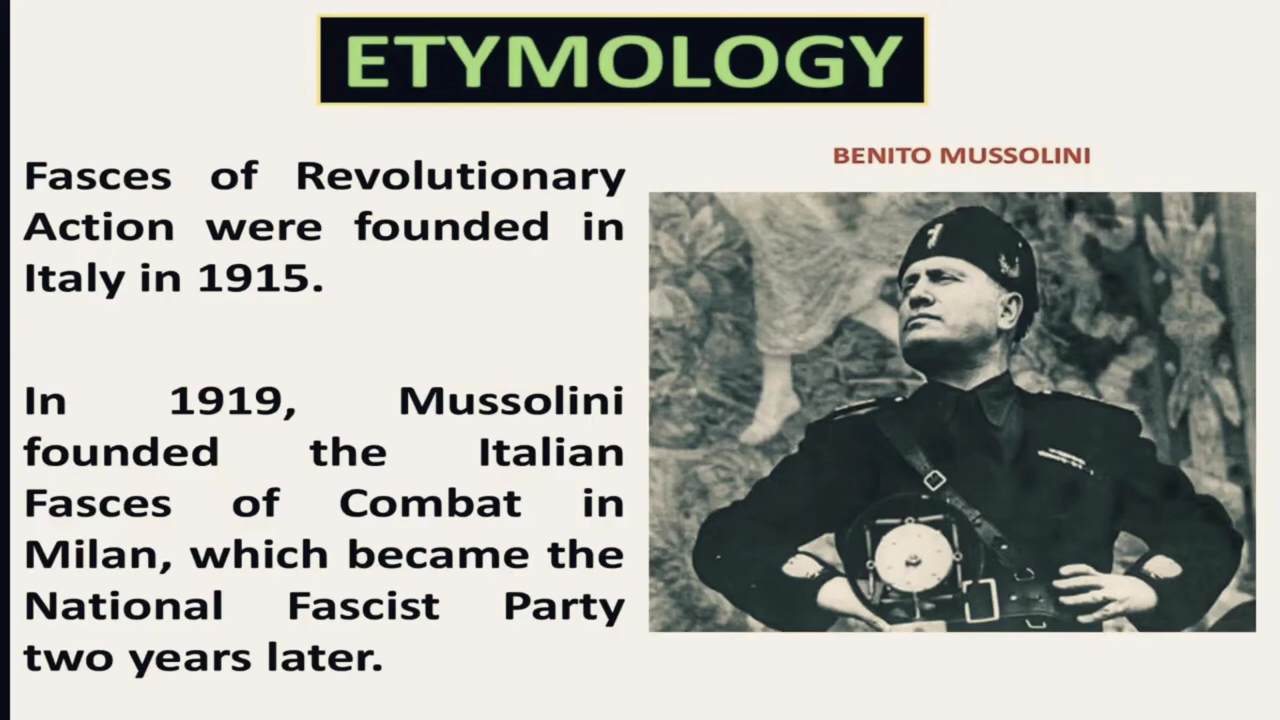 ETYMOLOGY
Fasces of Revolutionary
Action were founded in
Italy in 1915.
In 1919, Mussolini
founded the Italian
Fasces of Combat in
Milan, which became the
National Fascist Party
two years later.
BENITO MUSSOLINI